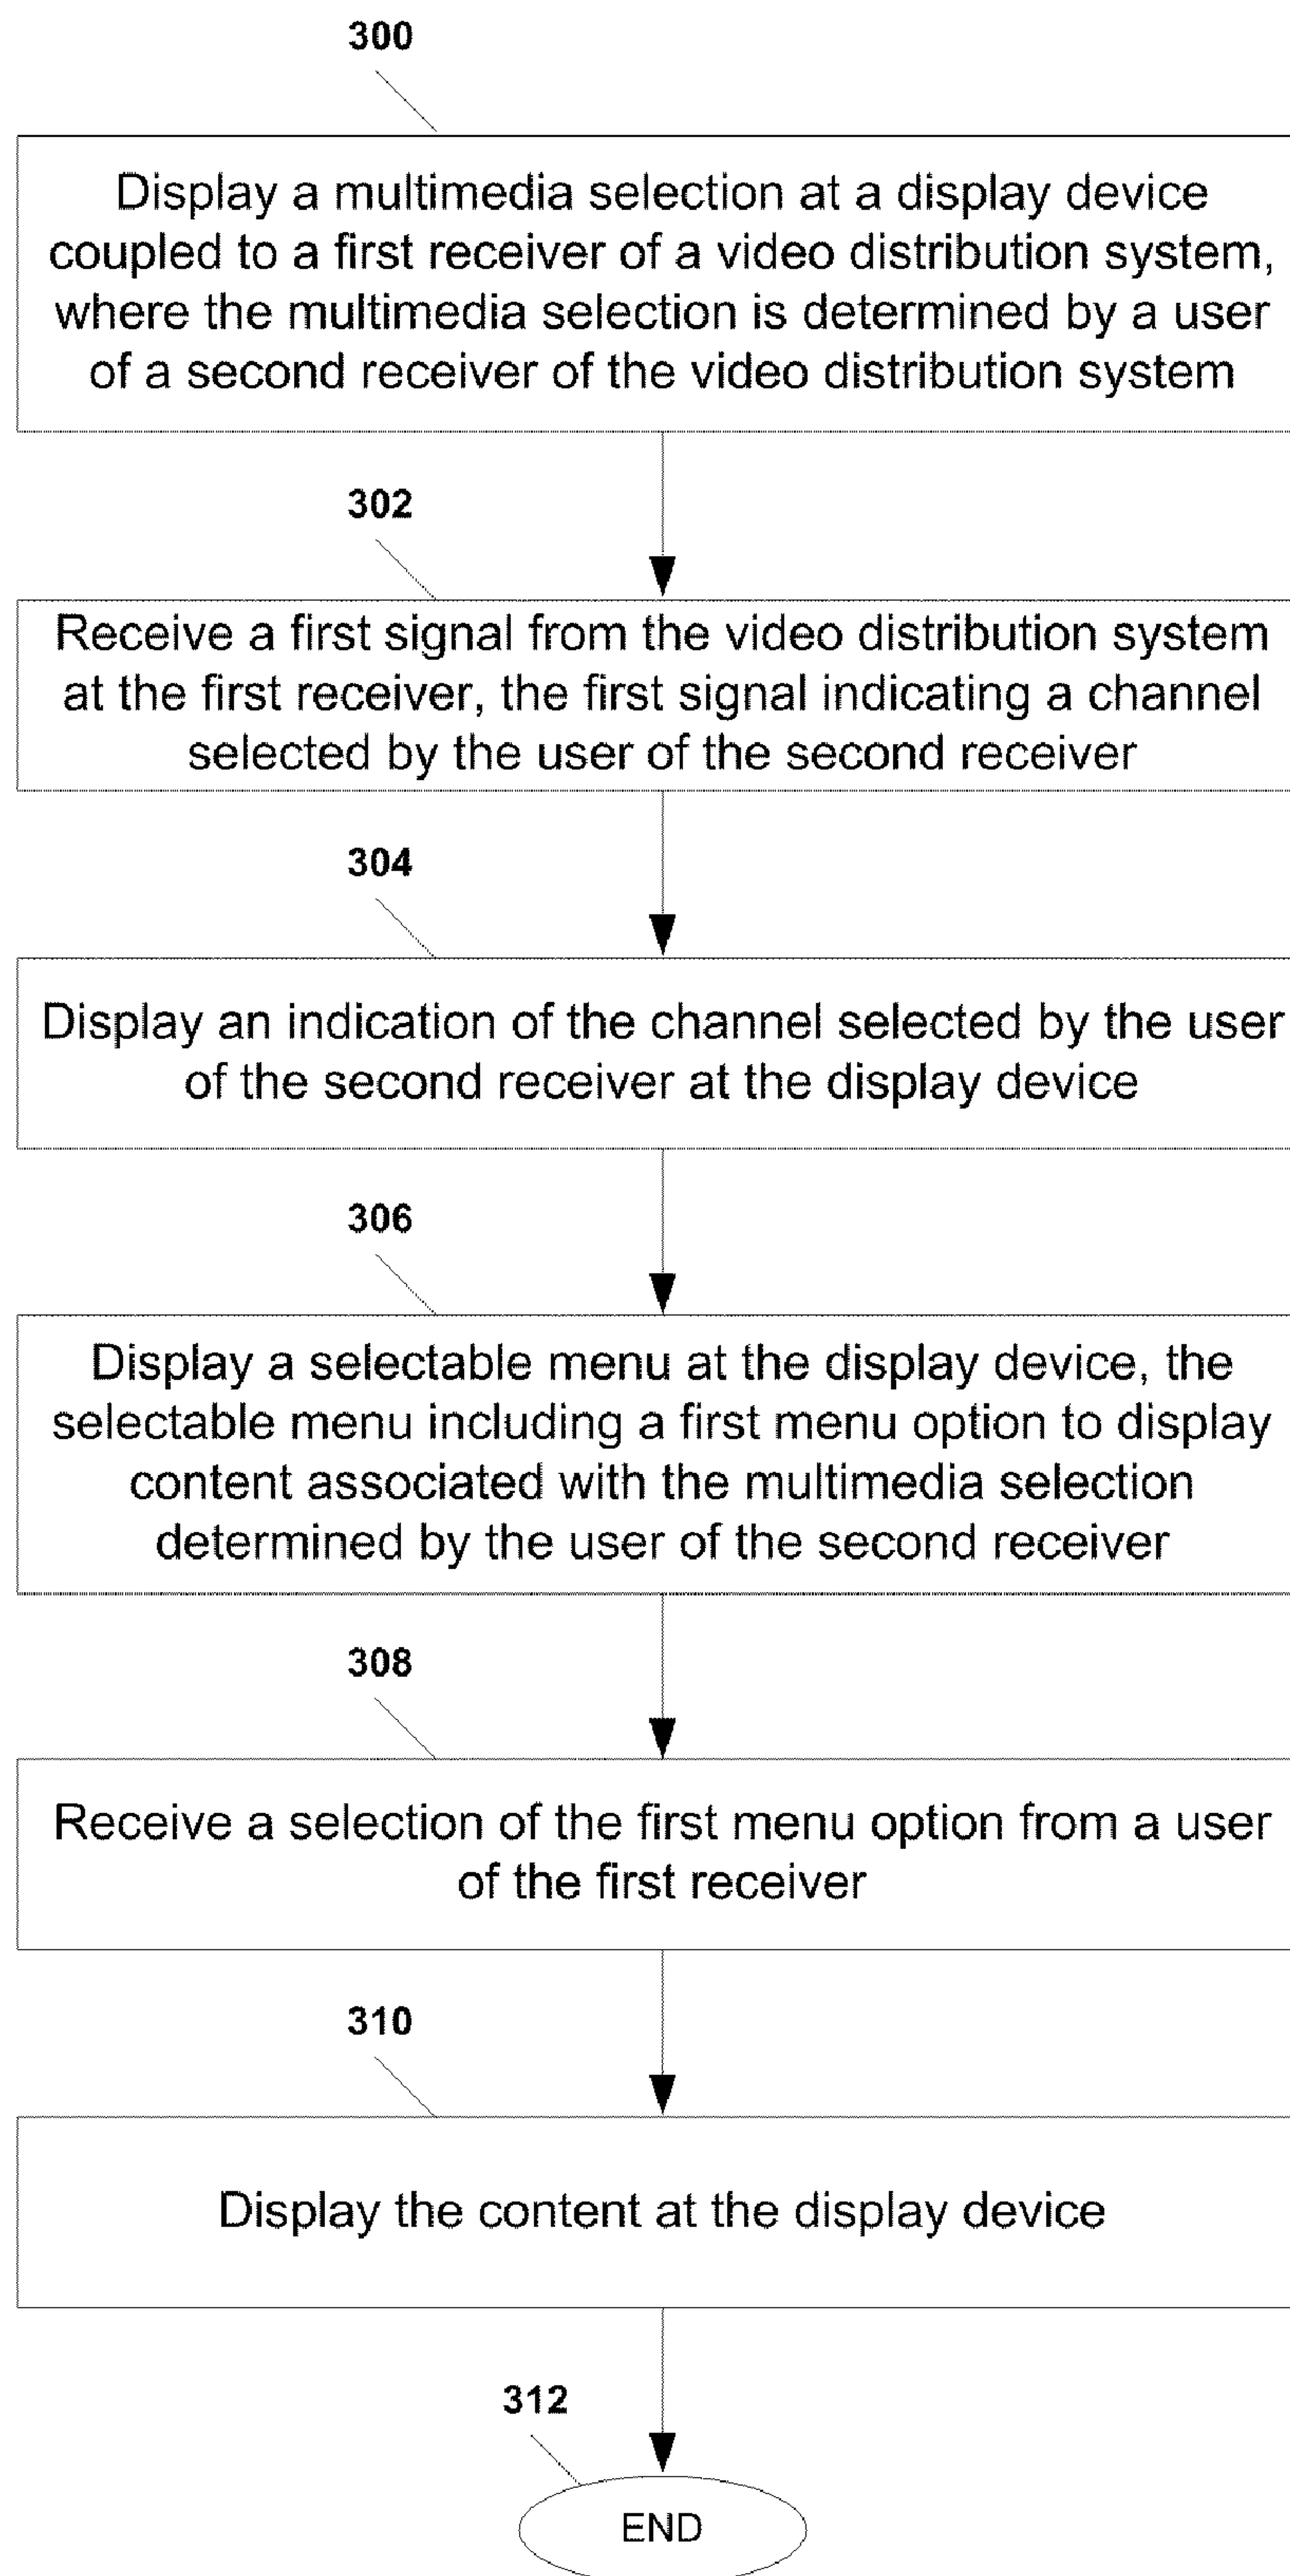 300
Display a multimedia selection at a display device
coupled to a first receiver of a video distribution system,
where the multimedia selection is determined by a user
of a second receiver of the video distribution system
302
Receive a first signal from the video distribution system
at the first receiver, the first signal indicating a channel
selected by the user of the second receiver
304
Display an indication of the channel selected by the user
of the second receiver at the display device
306
Display a selectable menu at the display device, the
selectable menu including a first menu option to display
content associated with the multimedia selection
determined by the user of the second receiver
308
Receive a selection of the first menu option from a user
of the first receiver
310
Display the content at the display device
312
END